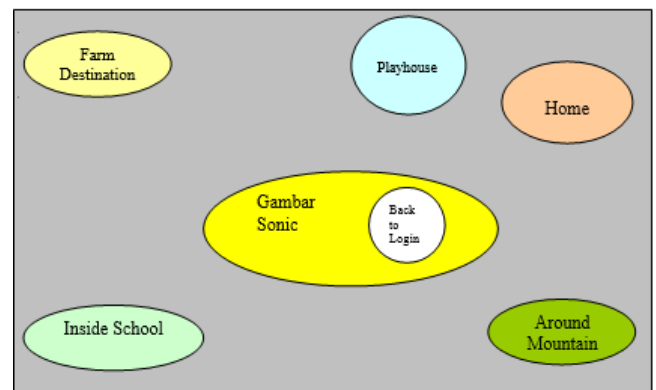 Farm
Destination
Playhouse
Home
Gambar
Sonic
Back
to
Login
Inside School
Around
Mountain